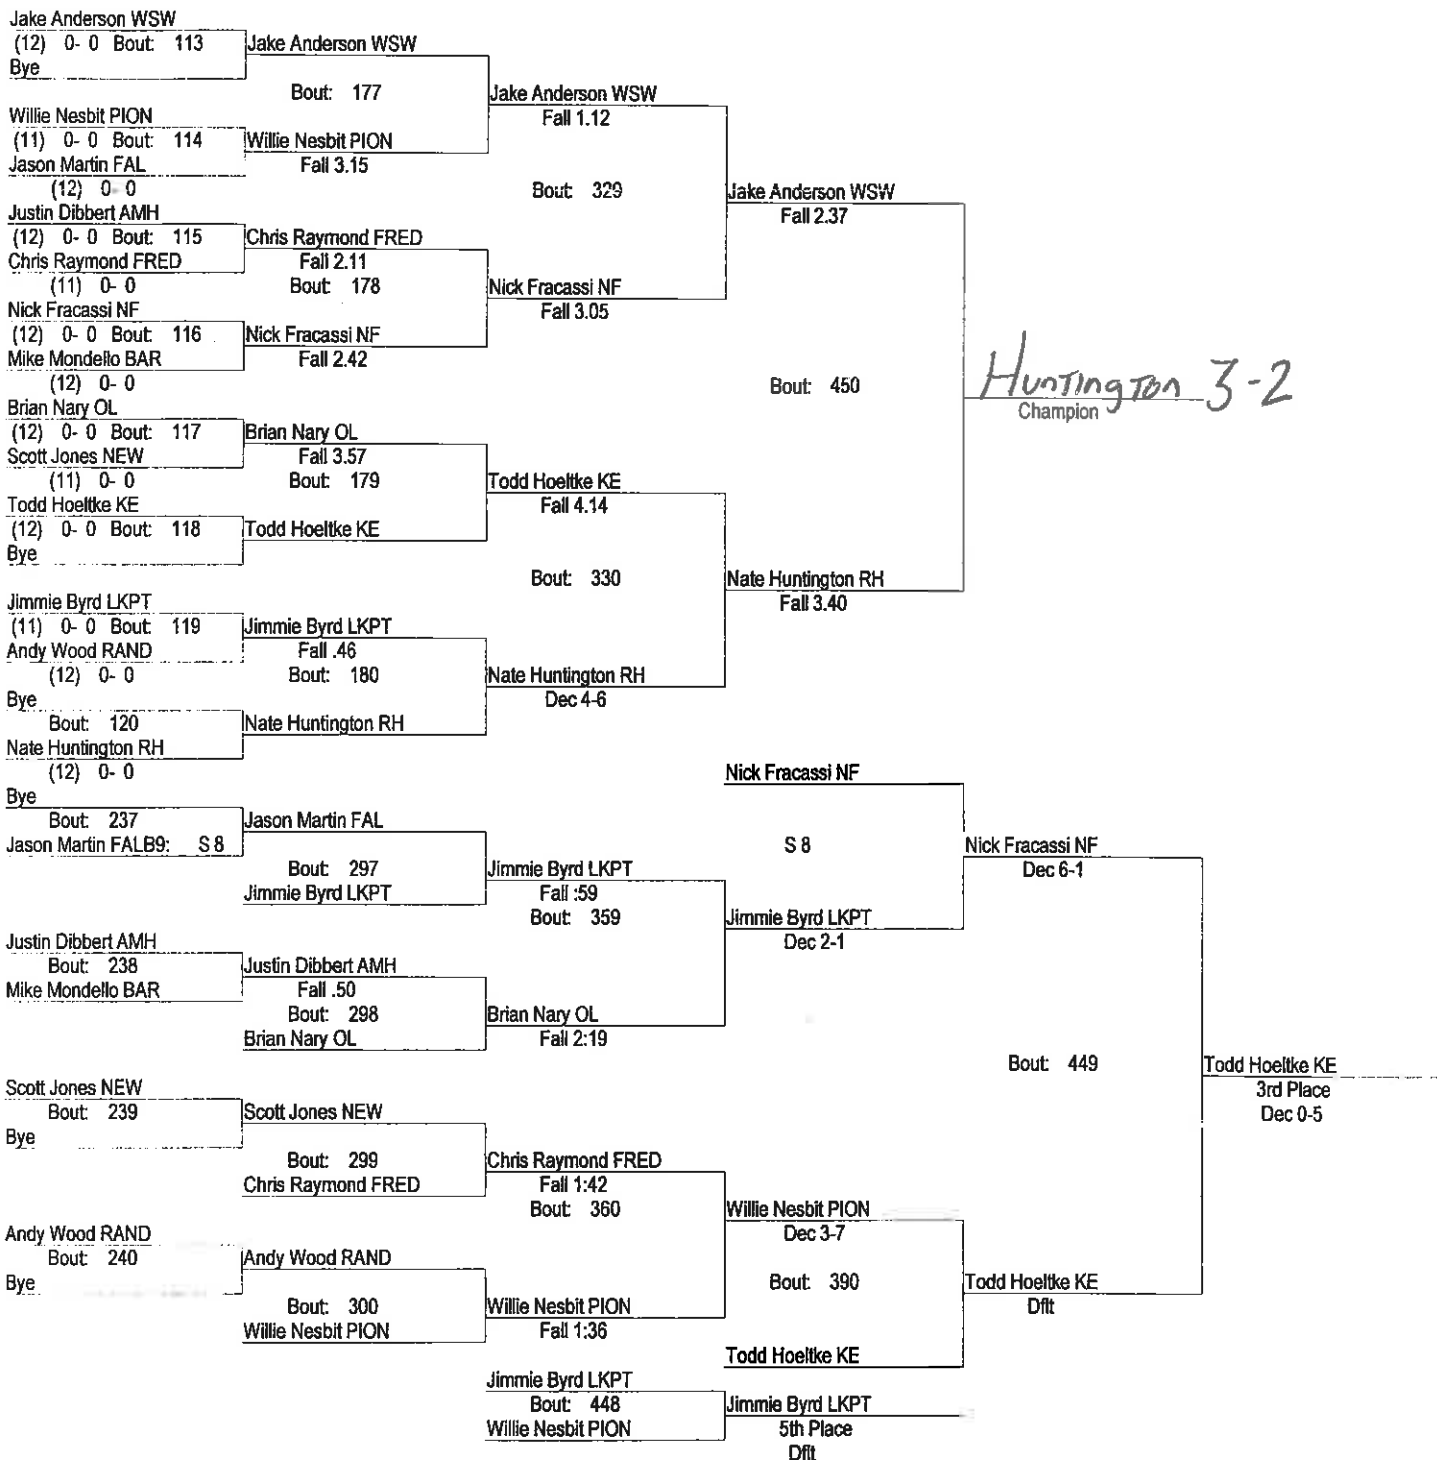 Jake Anderson WSW
(12) 0- 0 Bout: 113
Bye
Jake Anderson WSW
Bout: 177
Willie Nesbit PION
(11) 0- 0 Bout: 114
Jason Martin FAL
(12) 0- 0
Willie Nesbit PION
Fall 3.15
Jake Anderson WSW
Fall 1.12
Bout: 329
Justin Dibbert AMH
(12) 0- 0 Bout: 115
Chris Raymond FRED
(11) 0- 0
Chris Raymond FRED
Fall 2.11
Bout: 178
Nick Fracassi NF
(12) 0- 0 Bout: 116
Mike Mondello BAR
(12) 0- 0
Nick Fracassi NF
Fall 2.42
Nick Fracassi NF
Fall 3.05
Jake Anderson WSW
Fall 2.37
Bout: 450
Huntington 3-2
Champion
Brian Nary OL
(12) 0- 0 Bout: 117
Scott Jones NEW
(11) 0- 0
Brian Nary OL
Fall 3.57
Bout: 179
Todd Hoeltke KE
(12) 0- 0 Bout: 118
Bye
Todd Hoeltke KE
Todd Hoeltke KE
Fall 4.14
Bout: 330
Jimmie Byrd LKPT
(11) 0- 0 Bout: 119
Andy Wood RAND
(12) 0- 0
Jimmie Byrd LKPT
Fall .46
Bout: 180
Bye
Bout: 120
Nate Huntington RH
(12) 0- 0
Nate Huntington RH
Nate Huntington RH
Dec 4-6
Nate Huntington RH
Fall 3.40
Bye
Bout: 237
Jason Martin FALB9: S 8
Jason Martin FAL
Bout: 297
Jimmie Byrd LKPT
Jimmie Byrd LKPT
Fall :59
Bout: 359
Justin Dibbert AMH
Bout: 238
Mike Mondello BAR
Justin Dibbert AMH
Fall .50
Bout: 298
Brian Nary OL
Brian Nary OL
Fall 2:19
Nick Fracassi NF
S 8
Jimmie Byrd LKPT
Dec 2-1
Nick Fracassi NF
Dec 6-1
Bout: 449
Todd Hoeltke KE
3rd Place
Dec 0-5
Scott Jones NEW
Bout: 239
Bye
Scott Jones NEW
Bout: 299
Chris Raymond FRED
Chris Raymond FRED
Fall 1:42
Bout: 360
Andy Wood RAND
Bout: 240
Bye
Andy Wood RAND
Bout: 300
Willie Nesbit PION
Willie Nesbit PION
Fall 1:36
Willie Nesbit PION
Dec 3-7
Bout: 390
Todd Hoeltke KE
Todd Hoeltke KE
Dflt
Jimmie Byrd LKPT
Bout: 448
Willie Nesbit PION
Jimmie Byrd LKPT
5th Place
Dflt